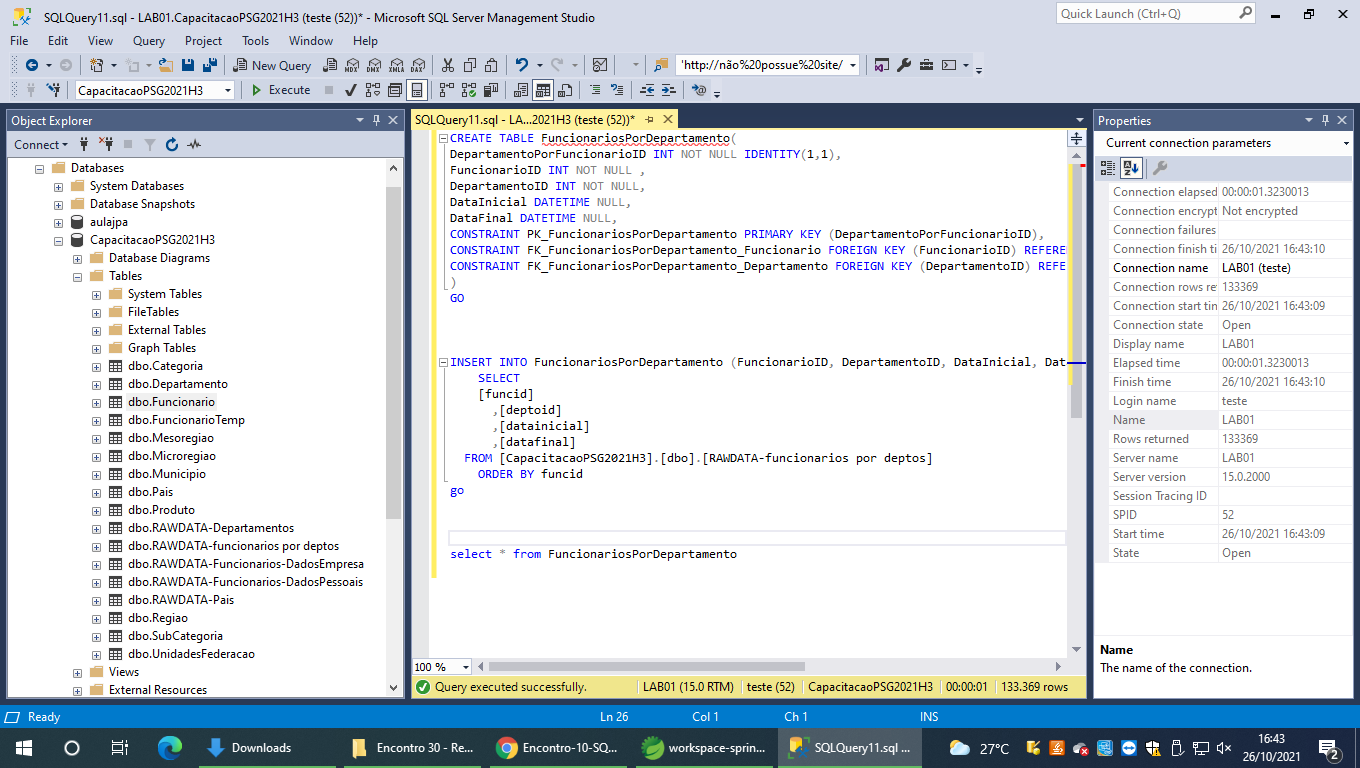 SQLQuery11.sql - LAB01.CapacitacaoPSG2021H3 (teste (52))* - Microsoft SQL Server Management Studio
Quick Launch (Ctrl+Q)
File Edit View Query Project Tools Window Help
New Query
MDX DMX XMLA DAX
'http://não%20possue%20site/
CapacitacaoPSG2021H3
Execute
Object Explorer
Connect
Databases
System Databases
Database Snapshots
aulajpa
CapacitacaoPSG2021H3
Database Diagrams
Tables
System Tables
FileTables
External Tables
Graph Tables
dbo.Categoria
dbo.Departamento
dbo.Funcionario
dbo.FuncionarioTemp
dbo.Mesoregiao
dbo.Microregiao
dbo.Municipio
dbo.Pais
dbo.Produto
dbo.RAWDATA-Departamentos
dbo.RAWDATA-funcionarios por deptos
dbo.RAWDATA-Funcionarios-DadosEmpresa
dbo.RAWDATA-Funcionarios-DadosPessoais
dbo.RAWDATA-Pais
dbo.Regiao
dbo.SubCategoria
dbo.UnidadesFederacao
Views
External Resources
SQLQuery11.sql - LA...2021H3 (teste (52))*
CREATE TABLE FuncionariosPorDepartamento(
DepartamentoPorFuncionarioID INT NOT NULL IDENTITY(1,1),
FuncionarioID INT NOT NULL ,
DepartamentoID INT NOT NULL,
DataInicial DATETIME NULL,
DataFinal DATETIME NULL,
CONSTRAINT PK_FuncionariosPorDepartamento PRIMARY KEY (DepartamentoPorFuncionarioID),
CONSTRAINT FK_FuncionariosPorDepartamento_Funcionario FOREIGN KEY (FuncionarioID) REFERE
CONSTRAINT FK_FuncionariosPorDepartamento_Departamento FOREIGN KEY (DepartamentoID) REFE
)
GO
INSERT INTO FuncionariosPorDepartamento (FuncionarioID, DepartamentoID, DataInicial, Dat
SELECT
[funcid]
,[deptoid]
,[datainicial]
,[datafinal]
FROM [CapacitacaoPSG2021H3].[dbo].[RAWDATA-funcionarios por deptos]
ORDER BY funcid
go
select * from FuncionariosPorDepartamento
100 %
Query executed successfully. LAB01 (15.0 RTM) teste (52) CapacitacaoPSG2021H3 00:00:01 133.369 rows
Properties
Current connection parameters
Connection elapsed 00:00:01.3230013
Connection encrypt Not encrypted
Connection failures
Connection finish ti 26/10/2021 16:43:10
Connection name LAB01 (teste)
Connection rows re 133369
Connection start tin 26/10/2021 16:43:09
Connection state Open
Display name LAB01
Elapsed time 00:00:01.3230013
Finish time 26/10/2021 16:43:10
Login name teste
Name LAB01
Rows returned 133369
Server name LAB01
Server version 15.0.2000
Session Tracing ID
SPID 52
Start time 26/10/2021 16:43:09
State Open
Name
The name of the connection.
Ready Ln 26 Col 1 Ch 1 INS
Downloads
Encontro 30 - Re...
Encontro-10-SQ...
workspace-sprin...
SQLQuery11.sql ...
27°C
16:43
26/10/2021
2